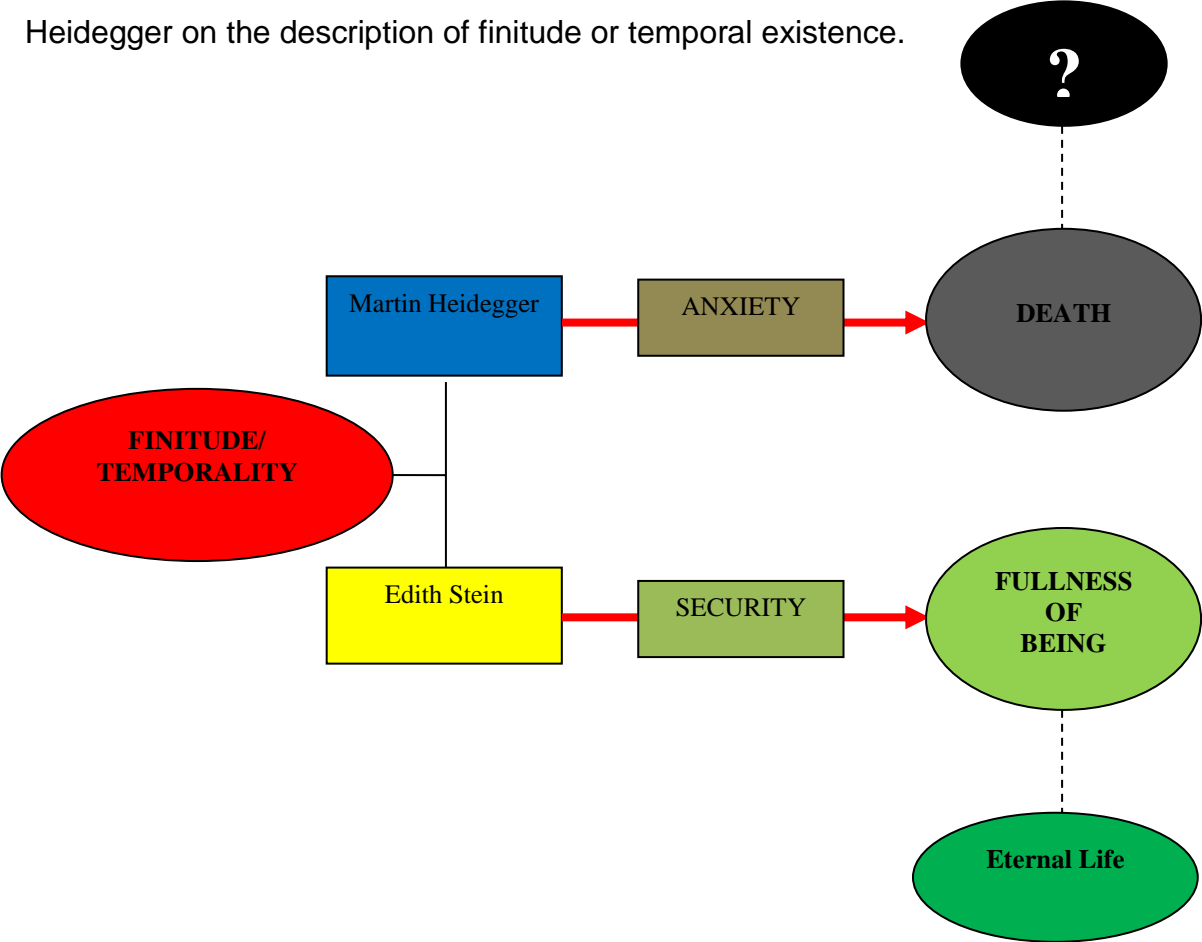 Heidegger on the description of finitude or temporal existence.
?
Martin Heidegger
ANXIETY
DEATH
FINITUDE/
TEMPORALITY
Edith Stein
SECURITY
FULLNESS
OF
BEING
Eternal Life